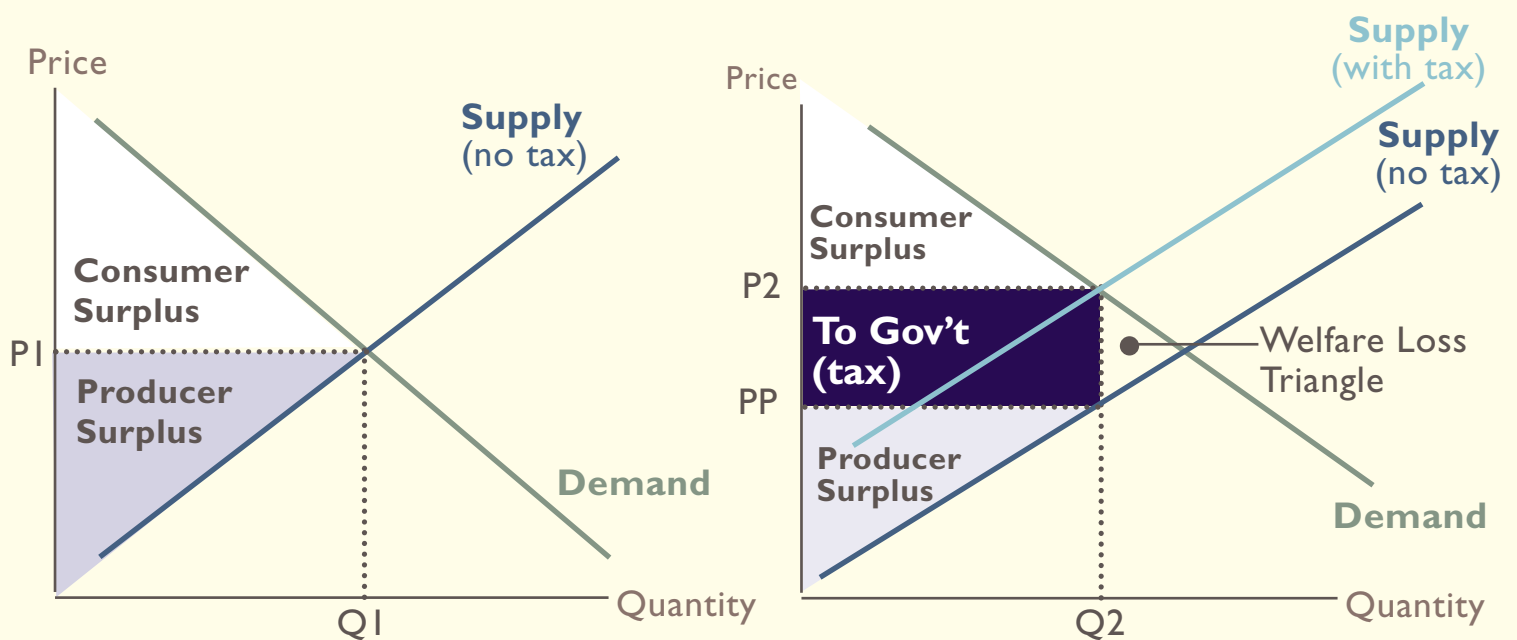 Price
Supply
(no tax)
Consumer
Surplus
P1
Producer
Surplus
Demand
Q1
Quantity
Supply
(with tax)
Price
Supply
(no tax)
Consumer
Surplus
P2
To Gov't
(tax)
Welfare Loss
Triangle
PP
Producer
Surplus
Demand
Q2
Quantity